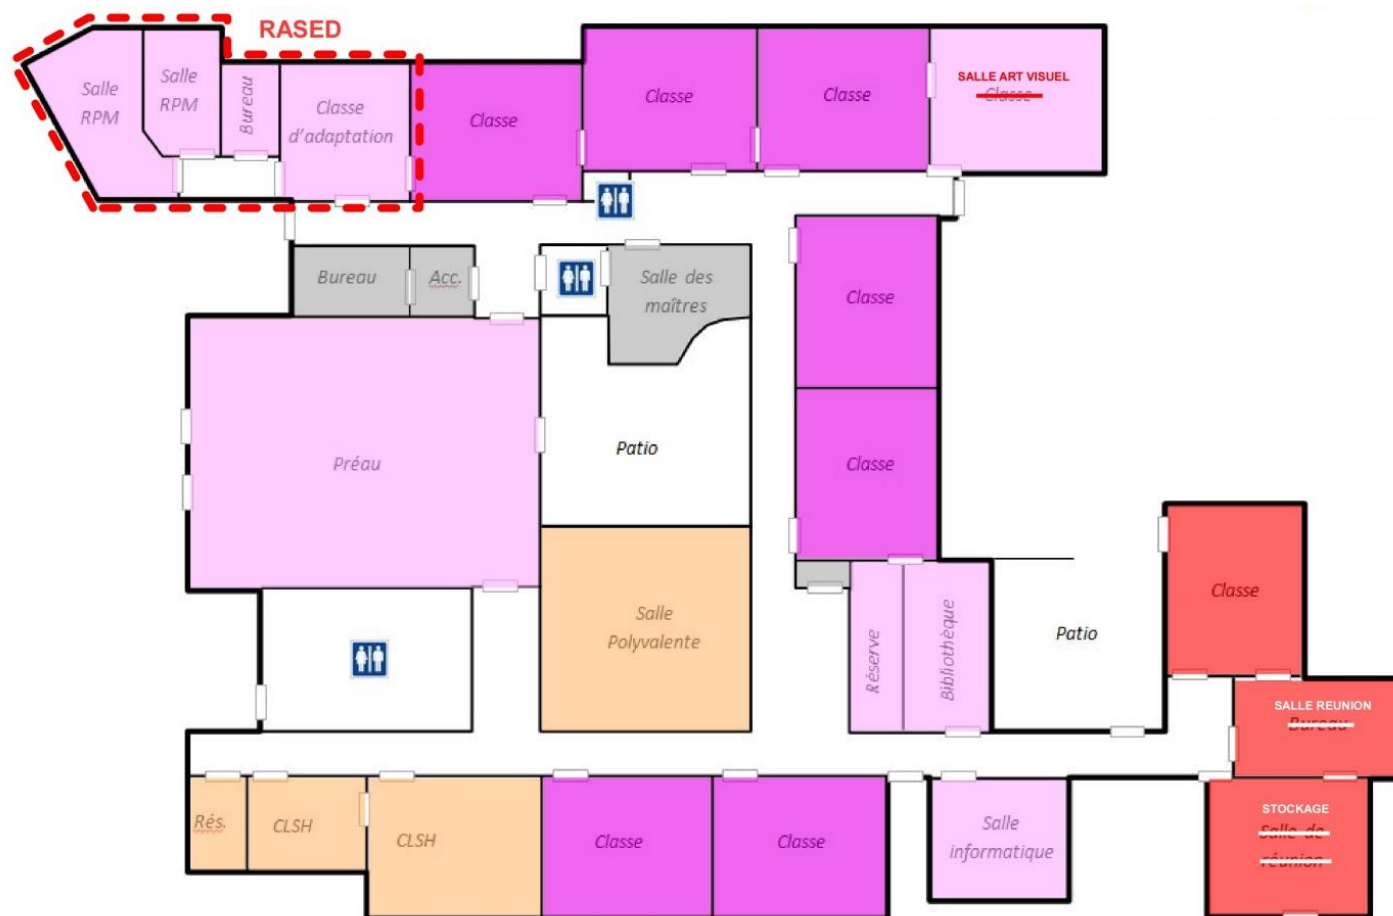 RASED
Salle
RPM
Salle
RPM
Bureau
Classe
d'adaptation
Classe
Classe
Classe
SALLE ART VISUEL
Classe
Bureau
Acc.
Salle des
maîtres
Classe
Préau
Patio
Classe
Classe
Salle
Polyvalente
Réserve
Bibliothèque
Patio
SALLE REUNION
Bureau
Rés.
CLSH
CLSH
Classe
Classe
Salle
informatique
STOCKAGE
Salle de
réunion